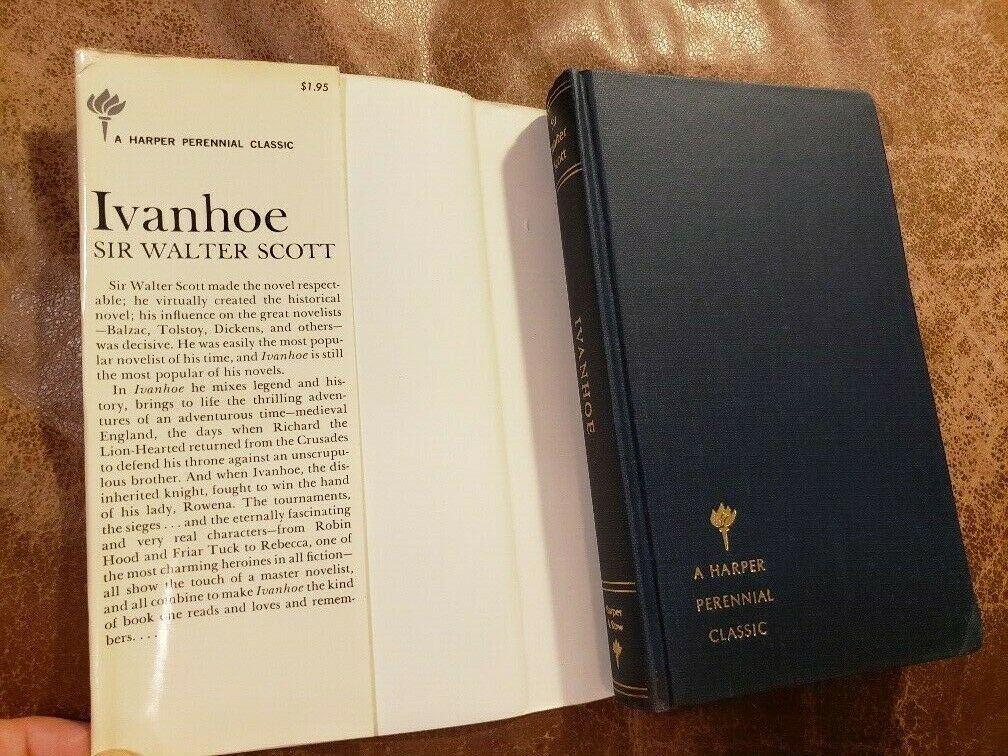 $1.95
A HARPER PERENNIAL CLASSIC
Ivanhoe
SIR WALTER SCOTT
Sir Walter Scott made the novel respect-
able; he virtually created the historical
novel; his influence on the great novelists
—Balzac, Tolstoy, Dickens, and others—
was decisive. He was easily the most popu-
lar novelist of his time, and Ivanhoe is still
the most popular of his novels.
In Ivanhoe he mixes legend and his-
tory, brings to life the thrilling adven-
tures of an adventurous time—medieval
England, the days when Richard the
Lion-Hearted returned from the Crusades
to defend his throne against an unscrupu-
lous brother. And when Ivanhoe, the dis-
inherited knight, fought to win the hand
of his lady, Rowena. The tournaments,
the sieges . . . and the eternally fascinating
and very real characters—from Robin
Hood and Friar Tuck to Rebecca, one of
the most charming heroines in all fiction—
all show the touch of a master novelist,
and all combine to make Ivanhoe the kind
of book one reads and loves and remem-
bers. . . .
IVANHOE
A HARPER
PERENNIAL
CLASSIC